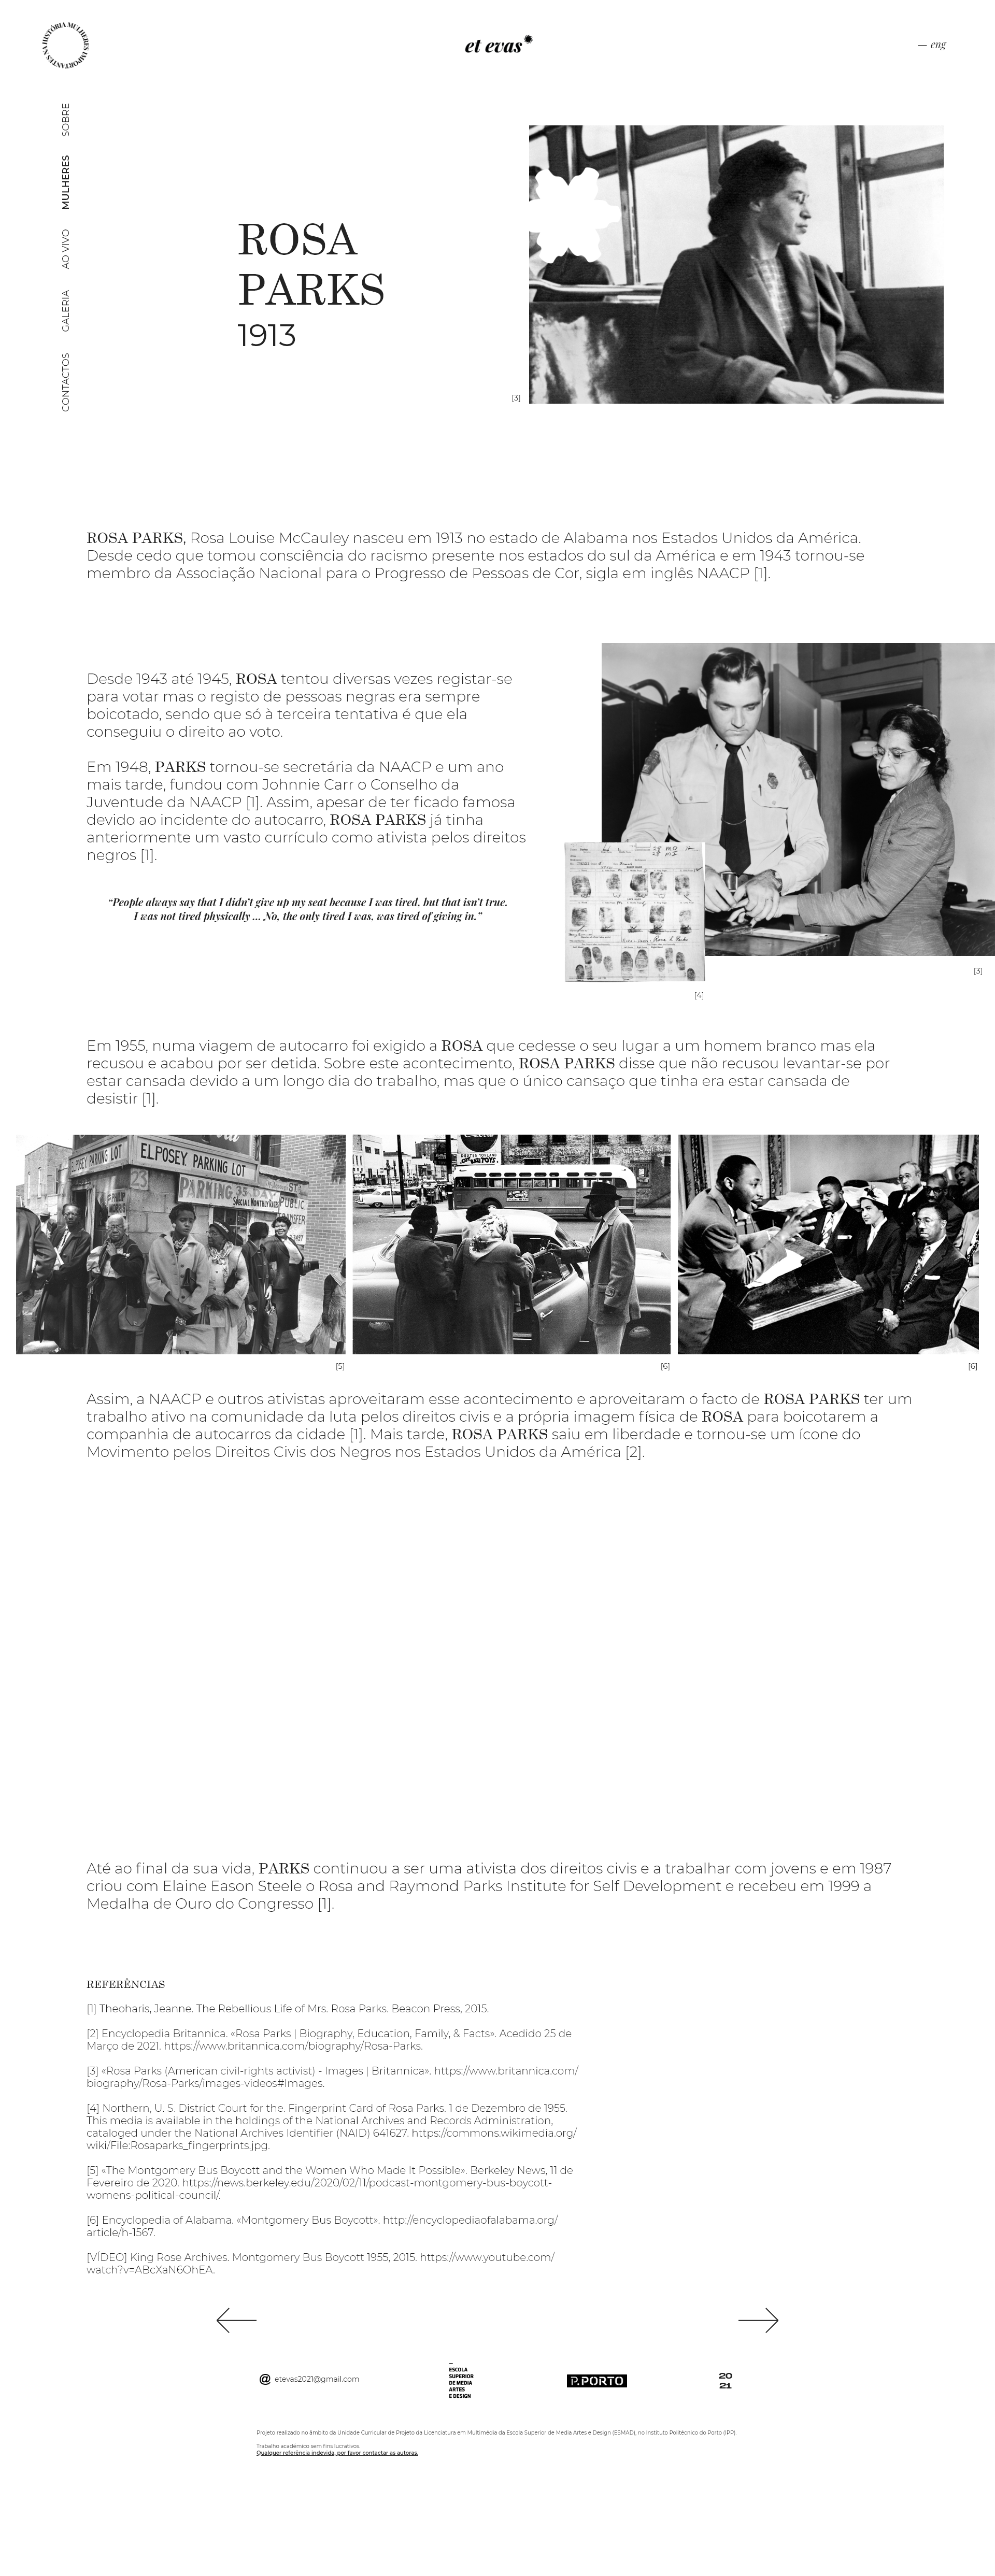 MULHERES IMPORTANTES NA HISTÓRIA
et evas
— eng
SOBRE
MULHERES
AO VIVO
GALERIA
CONTACTOS
ROSA
PARKS
1913
[3]
ROSA PARKS, Rosa Louise McCauley nasceu em 1913 no estado de Alabama nos Estados Unidos da América.
Desde cedo que tomou consciência do racismo presente nos estados do sul da América e em 1943 tornou-se
membro da Associação Nacional para o Progresso de Pessoas de Cor, sigla em inglês NAACP [1].
Desde 1943 até 1945, ROSA tentou diversas vezes registar-se
para votar mas o registo de pessoas negras era sempre
boicotado, sendo que só à terceira tentativa é que ela
conseguiu o direito ao voto.
Em 1948, PARKS tornou-se secretária da NAACP e um ano
mais tarde, fundou com Johnnie Carr o Conselho da
Juventude da NAACP [1]. Assim, apesar de ter ficado famosa
devido ao incidente do autocarro, ROSA PARKS já tinha
anteriormente um vasto currículo como ativista pelos direitos
negros [1].
“People always say that I didn’t give up my seat because I was tired, but that isn’t true.
I was not tired physically … No, the only tired I was, was tired of giving in.”
[3]
[4]
Em 1955, numa viagem de autocarro foi exigido a ROSA que cedesse o seu lugar a um homem branco mas ela
recusou e acabou por ser detida. Sobre este acontecimento, ROSA PARKS disse que não recusou levantar-se por
estar cansada devido a um longo dia do trabalho, mas que o único cansaço que tinha era estar cansada de
desistir [1].
ELPOSEY PARKING LOT
PARKING 35
SPECIAL MONTHLY RATES
PUBLIC
[5]
[6]
[6]
Assim, a NAACP e outros ativistas aproveitaram esse acontecimento e aproveitaram o facto de ROSA PARKS ter um
trabalho ativo na comunidade da luta pelos direitos civis e a própria imagem física de ROSA para boicotarem a
companhia de autocarros da cidade [1]. Mais tarde, ROSA PARKS saiu em liberdade e tornou-se um ícone do
Movimento pelos Direitos Civis dos Negros nos Estados Unidos da América [2].
Até ao final da sua vida, PARKS continuou a ser uma ativista dos direitos civis e a trabalhar com jovens e em 1987
criou com Elaine Eason Steele o Rosa and Raymond Parks Institute for Self Development e recebeu em 1999 a
Medalha de Ouro do Congresso [1].
REFERÊNCIAS
[1] Theoharis, Jeanne. The Rebellious Life of Mrs. Rosa Parks. Beacon Press, 2015.
[2] Encyclopedia Britannica. «Rosa Parks | Biography, Education, Family, & Facts». Acedido 25 de
Março de 2021. https://www.britannica.com/biography/Rosa-Parks.
[3] «Rosa Parks (American civil-rights activist) - Images | Britannica». https://www.britannica.com/
biography/Rosa-Parks/images-videos#Images.
[4] Northern, U. S. District Court for the. Fingerprint Card of Rosa Parks. 1 de Dezembro de 1955.
This media is available in the holdings of the National Archives and Records Administration,
cataloged under the National Archives Identifier (NAID) 641627. https://commons.wikimedia.org/
wiki/File:Rosaparks_fingerprints.jpg.
[5] «The Montgomery Bus Boycott and the Women Who Made It Possible». Berkeley News, 11 de
Fevereiro de 2020. https://news.berkeley.edu/2020/02/11/podcast-montgomery-bus-boycott-
womens-political-council/.
[6] Encyclopedia of Alabama. «Montgomery Bus Boycott». http://encyclopediaofalabama.org/
article/h-1567.
[VÍDEO] King Rose Archives. Montgomery Bus Boycott 1955, 2015. https://www.youtube.com/
watch?v=ABcXaN6OhEA.
@ etevas2021@gmail.com
ESCOLA
SUPERIOR
DE MEDIA
ARTES
E DESIGN
P.PORTO
20
21
Projeto realizado no âmbito da Unidade Curricular de Projeto da Licenciatura em Multimédia da Escola Superior de Media Artes e Design (ESMAD), no Instituto Politécnico do Porto (IPP).
Trabalho académico sem fins lucrativos.
Qualquer referência indevida, por favor contactar as autoras.